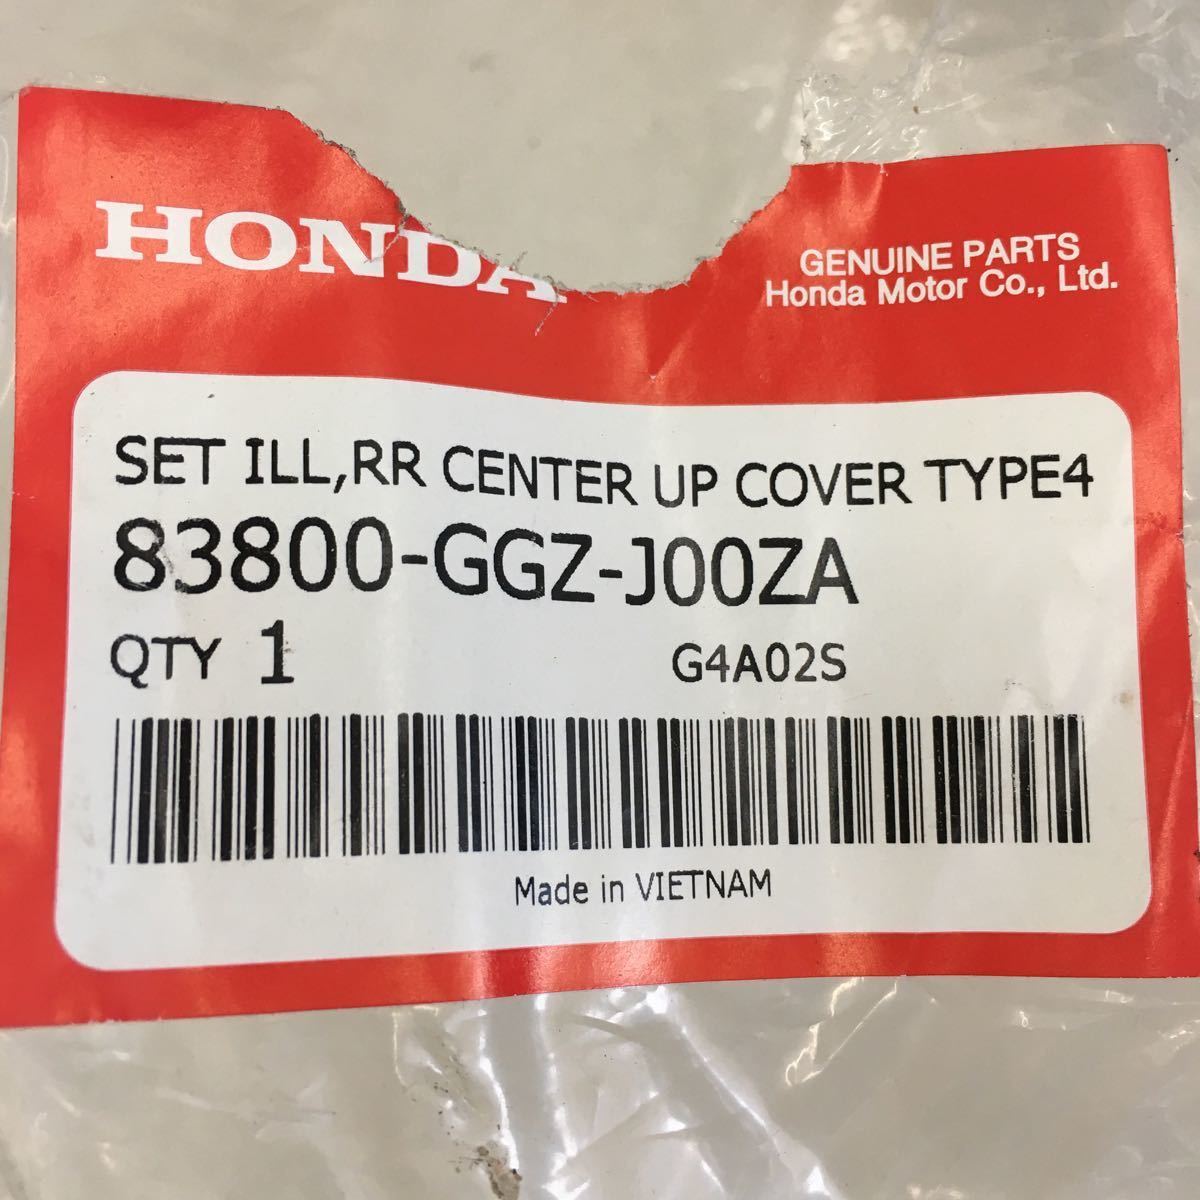 HONDA
GENUINE PARTS
Honda Motor Co., Ltd.
SET ILL,RR CENTER UP COVER TYPE4
83800-GGZ-J00ZA
QTY 1 G4A02S
Made in VIETNAM